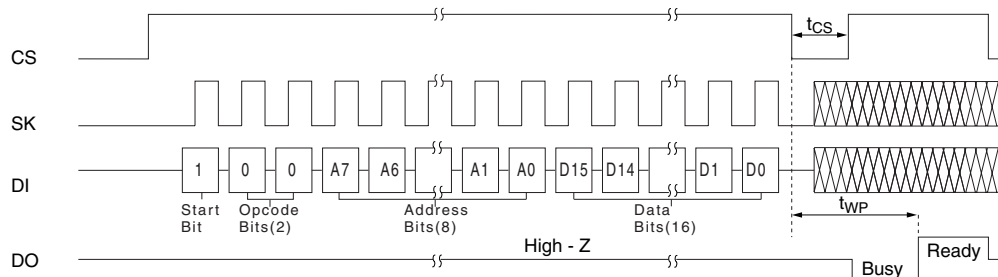 CS
tCS
SK
DI
1 0 0 A7 A6 A1 A0 D15 D14 D1 D0
Start Bit
Opcode Bits(2)
Address Bits(8)
Data Bits(16)
tWP
DO
High - Z
Busy
Ready